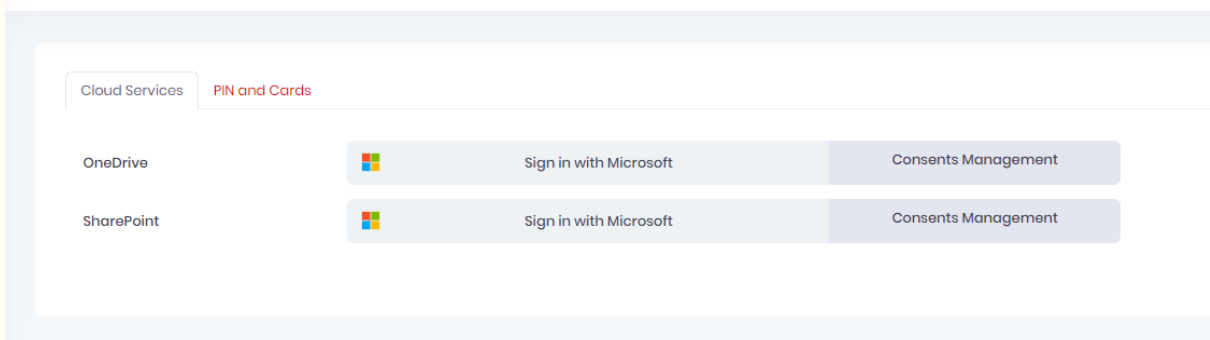 Cloud Services PIN and Cards
OneDrive Sign in with Microsoft Consents Management
SharePoint Sign in with Microsoft Consents Management